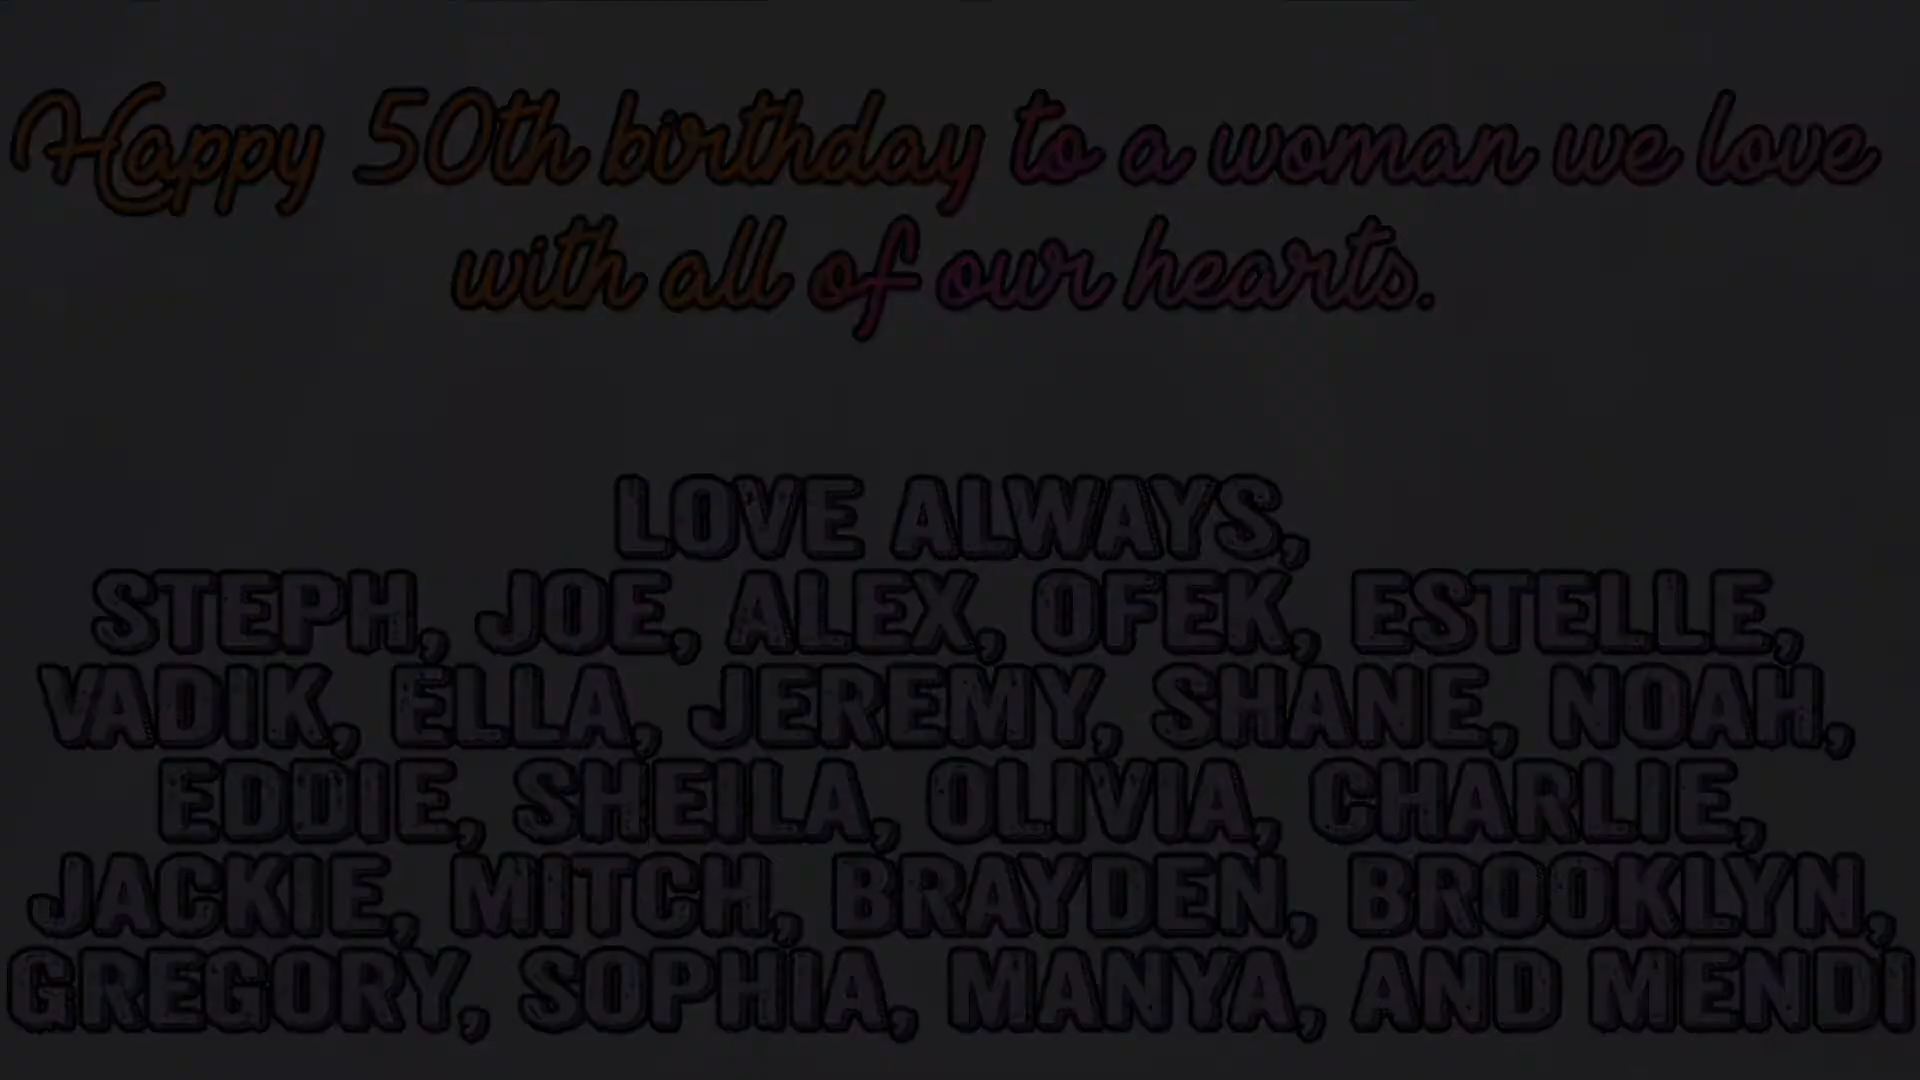 Happy 50th birthday to a woman we love
with all of our hearts.
LOVE ALWAYS,
STEPH, JOE, ALEX, OFEK, ESTELLE,
VADIK, ELLA, JEREMY, SHANE, NOAH,
EDDIE, SHEILA, OLIVIA, CHARLIE,
JACKIE, MITCH, BRAYDEN, BROOKLYN,
GREGORY, SOPHIA, MANYA, AND MENDI